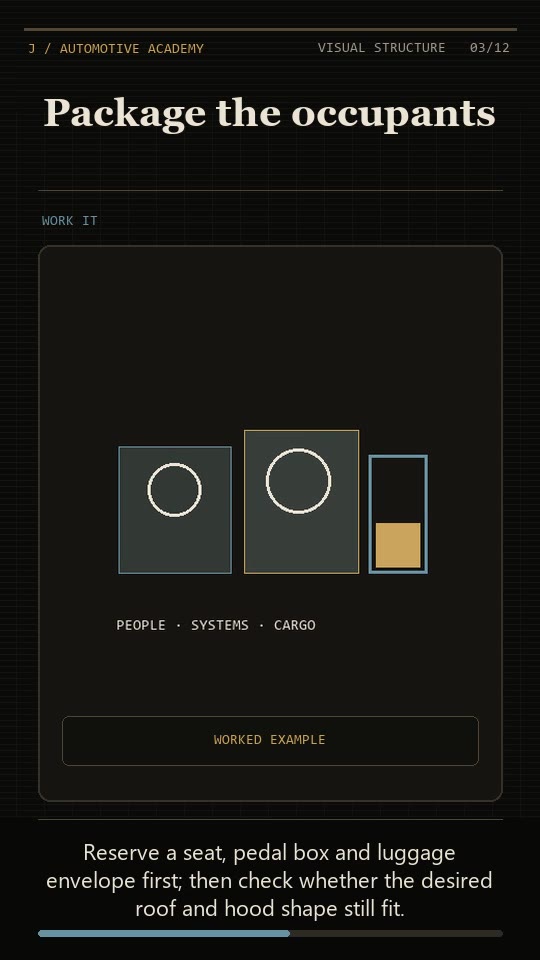 J / AUTOMOTIVE ACADEMY
VISUAL STRUCTURE 03/12
Package the occupants
WORK IT
PEOPLE · SYSTEMS · CARGO
WORKED EXAMPLE
Reserve a seat, pedal box and luggage
envelope first; then check whether the desired
roof and hood shape still fit.